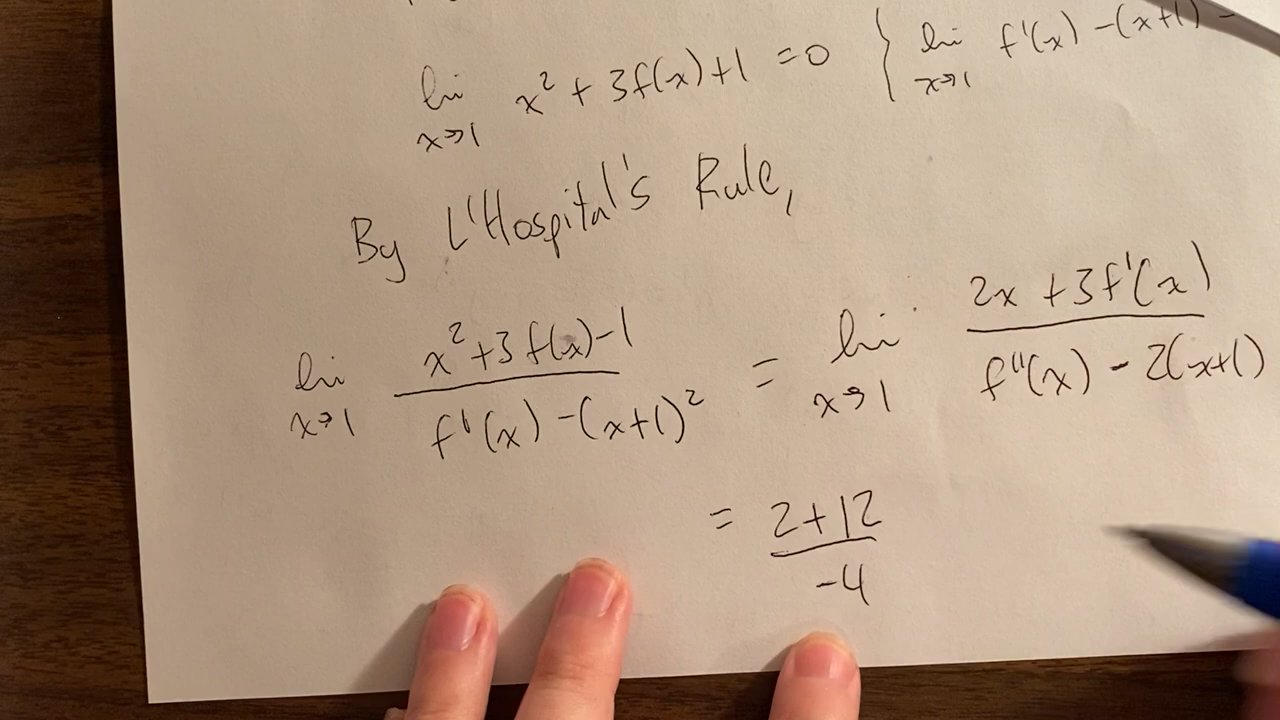 lim x→1 x² + 3f(x) + 1 = 0 { lim x→1 f'(x) - (x+1) -
By L'Hospital's Rule,
lim x→1 (x² + 3f(x) - 1)/(f'(x) - (x+1)²) = lim x→1 (2x + 3f'(x))/(f''(x) - 2(x+1)
= (2+12)/(-4)